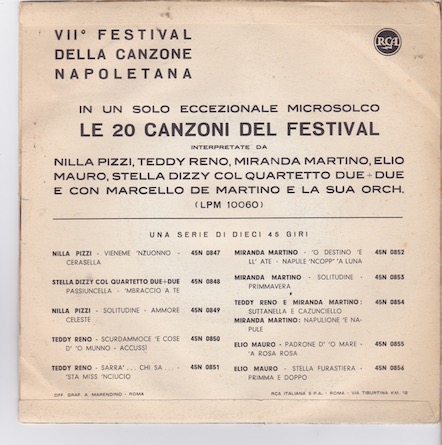 VII° FESTIVAL
DELLA CANZONE
NAPOLETANA
RCA
IN UN SOLO ECCEZIONALE MICROSOLCO
LE 20 CANZONI DEL FESTIVAL
INTERPRETATE DA
NILLA PIZZI, TEDDY RENO, MIRANDA MARTINO, ELIO
MAURO, STELLA DIZZY COL QUARTETTO DUE+DUE
E CON MARCELLO DE MARTINO E LA SUA ORCH.
(LPM 10060)
UNA SERIE DI DIECI 45 GIRI
NILLA PIZZI - VIENEME 'NZUONNO - 45N 0847
CERASELLA
STELLA DIZZY COL QUARTETTO DUE+DUE 45N 0848
PASSIUNCELLA - 'MBRACCIO A TE
NILLA PIZZI - SOLITUDINE - AMMORE 45N 0849
CELESTE
TEDDY RENO - SCURDAMMOCE 'E COSE 45N 0850
D' 'O MUNNO - ACCUSSÌ
TEDDY RENO - SARRA' ... CHI SA ... - 45N 0851
'STA MISS 'NCIUCIO
MIRANDA MARTINO - 'O DESTINO 'E 45N 0852
LL' ATE - NAPULE 'NCOPP' 'A LUNA
MIRANDA MARTINO - SOLITUDINE - 45N 0853
PRIMMAVERA
TEDDY RENO E MIRANDA MARTINO: 45N 0854
SUTTANELLA E CAZUNCIELLO
MIRANDA MARTINO: NAPULIONE 'E NA-
PULE
ELIO MAURO - PADRONE D' 'O MARE - 45N 0855
'A ROSA ROSA
ELIO MAURO - STELLA FURASTIERA - 45N 0856
PRIMMA E DOPPO
OFF. GRAF. A. MARENDINO - ROMA
RCA ITALIANA S.P.A. - ROMA - VIA TIBURTINA KM. 12